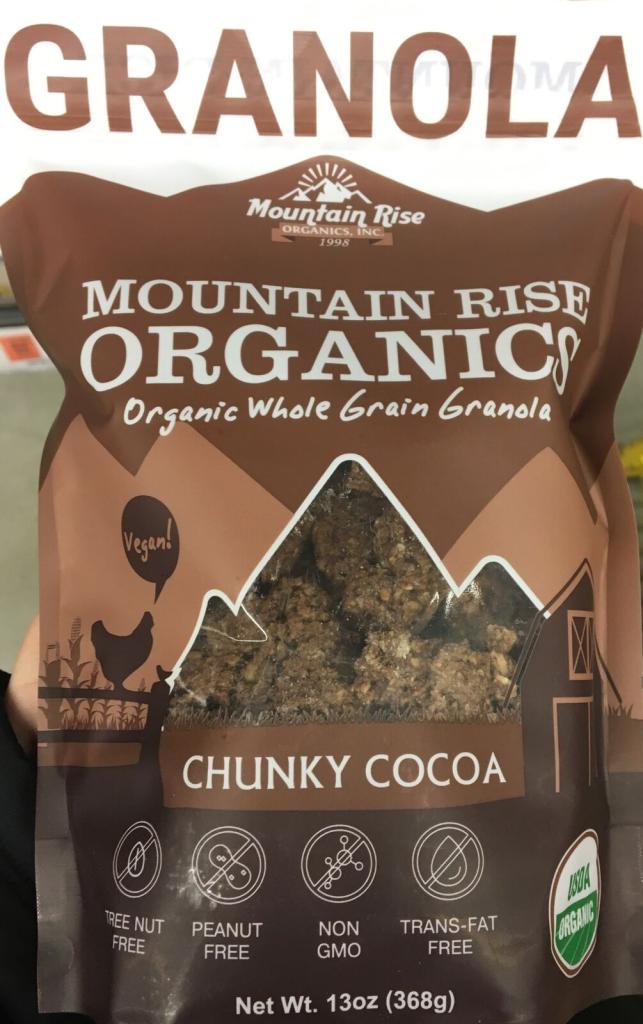 GRANOLA
Mountain Rise
ORGANICS, INC.
1998
MOUNTAIN RISE
ORGANICS
Organic Whole Grain Granola
Vegan!
CHUNKY COCOA
TREE NUT
FREE
PEANUT
FREE
NON
GMO
TRANS-FAT
FREE
USDA
ORGANIC
Net Wt. 13oz (368g)